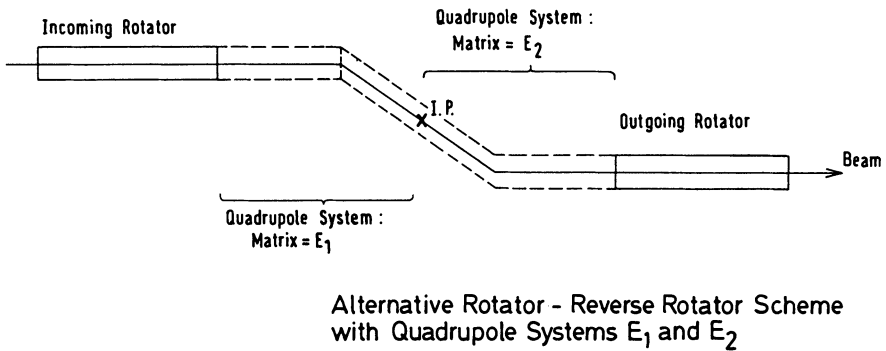 Quadrupole System :
Matrix = E2
Incoming Rotator
I.P.
Outgoing Rotator
Beam
Quadrupole System :
Matrix = E1
Alternative Rotator - Reverse Rotator Scheme
with Quadrupole Systems E1 and E2